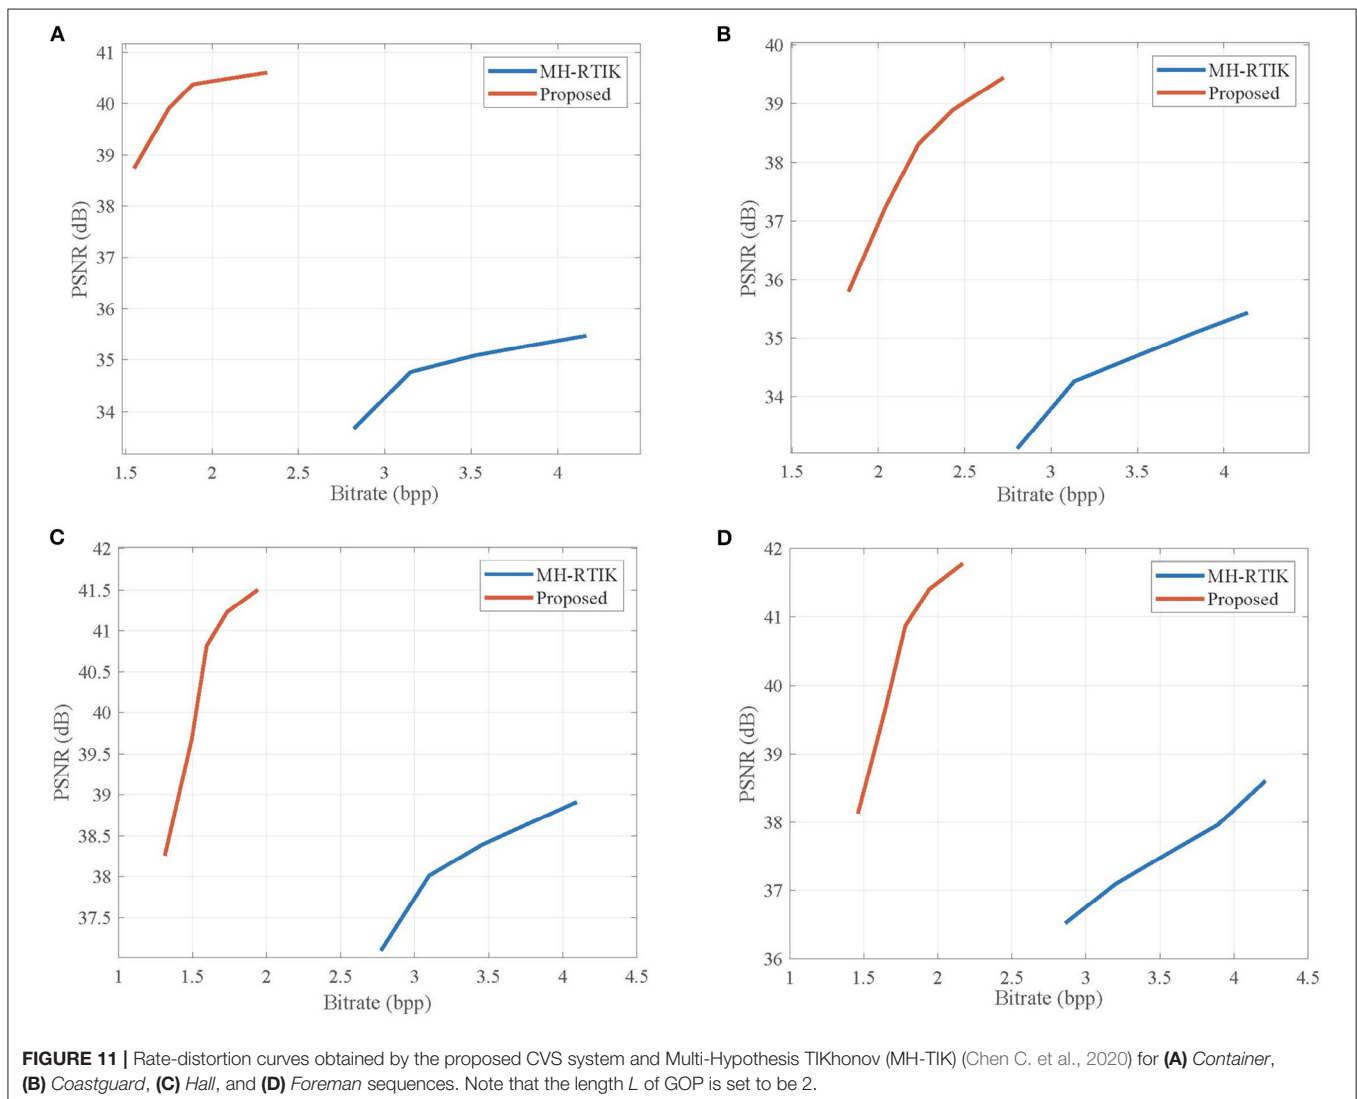 A
41
40
39
38
37
36
35
34
PSNR (dB)
MH-RTIK
Proposed
1.5 2 2.5 3 3.5 4
Bitrate (bpp)
B
40
39
38
37
36
35
34
PSNR (dB)
MH-RTIK
Proposed
1.5 2 2.5 3 3.5 4
Bitrate (bpp)
C
42
41.5
41
40.5
40
39.5
39
38.5
38
37.5
PSNR (dB)
MH-RTIK
Proposed
1 1.5 2 2.5 3 3.5 4 4.5
Bitrate (bpp)
D
42
41
40
39
38
37
36
PSNR (dB)
MH-RTIK
Proposed
1 1.5 2 2.5 3 3.5 4 4.5
Bitrate (bpp)
FIGURE 11 | Rate-distortion curves obtained by the proposed CVS system and Multi-Hypothesis TIKhonov (MH-TIK) (Chen C. et al., 2020) for (A) Container,
(B) Coastguard, (C) Hall, and (D) Foreman sequences. Note that the length L of GOP is set to be 2.